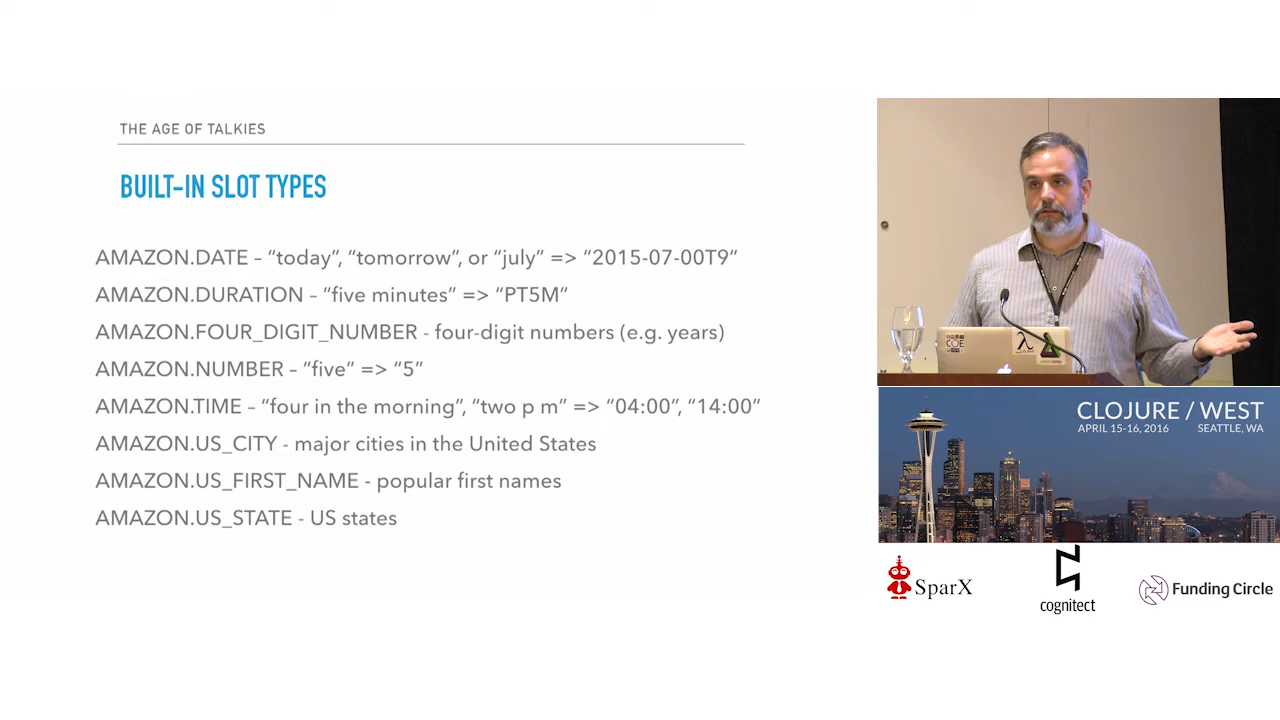 THE AGE OF TALKIES
BUILT-IN SLOT TYPES
AMAZON.DATE – “today”, “tomorrow”, or “july” => “2015-07-00T9“
AMAZON.DURATION – “five minutes” => “PT5M”
AMAZON.FOUR_DIGIT_NUMBER - four-digit numbers (e.g. years)
AMAZON.NUMBER – “five” => “5”
AMAZON.TIME – “four in the morning”, “two p m” => “04:00”, “14:00”
AMAZON.US_CITY - major cities in the United States
AMAZON.US_FIRST_NAME - popular first names
AMAZON.US_STATE - US states
COE
λ
JAM
CLOJURE / WEST
APRIL 15-16, 2016 SEATTLE, WA
SparX
cognitect
Funding Circle